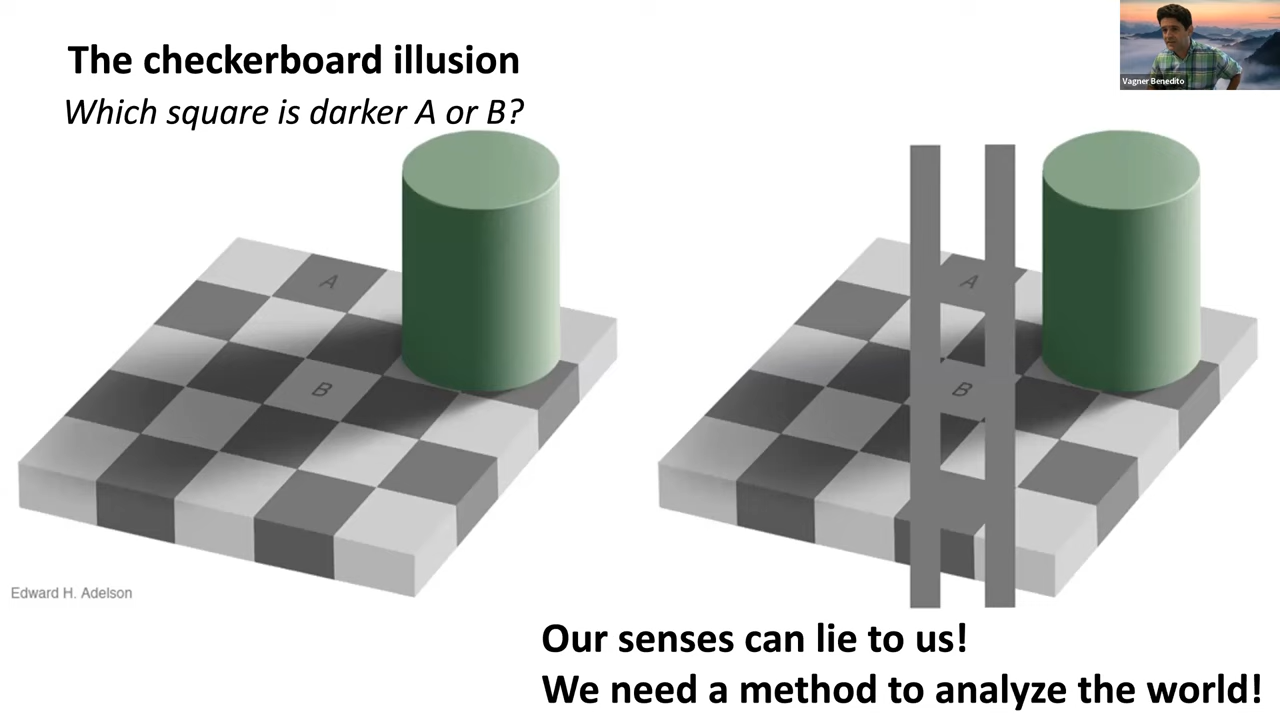 The checkerboard illusion
Which square is darker A or B?
Vagner Benedito
A
B
A
B
Edward H. Adelson
Our senses can lie to us!
We need a method to analyze the world!